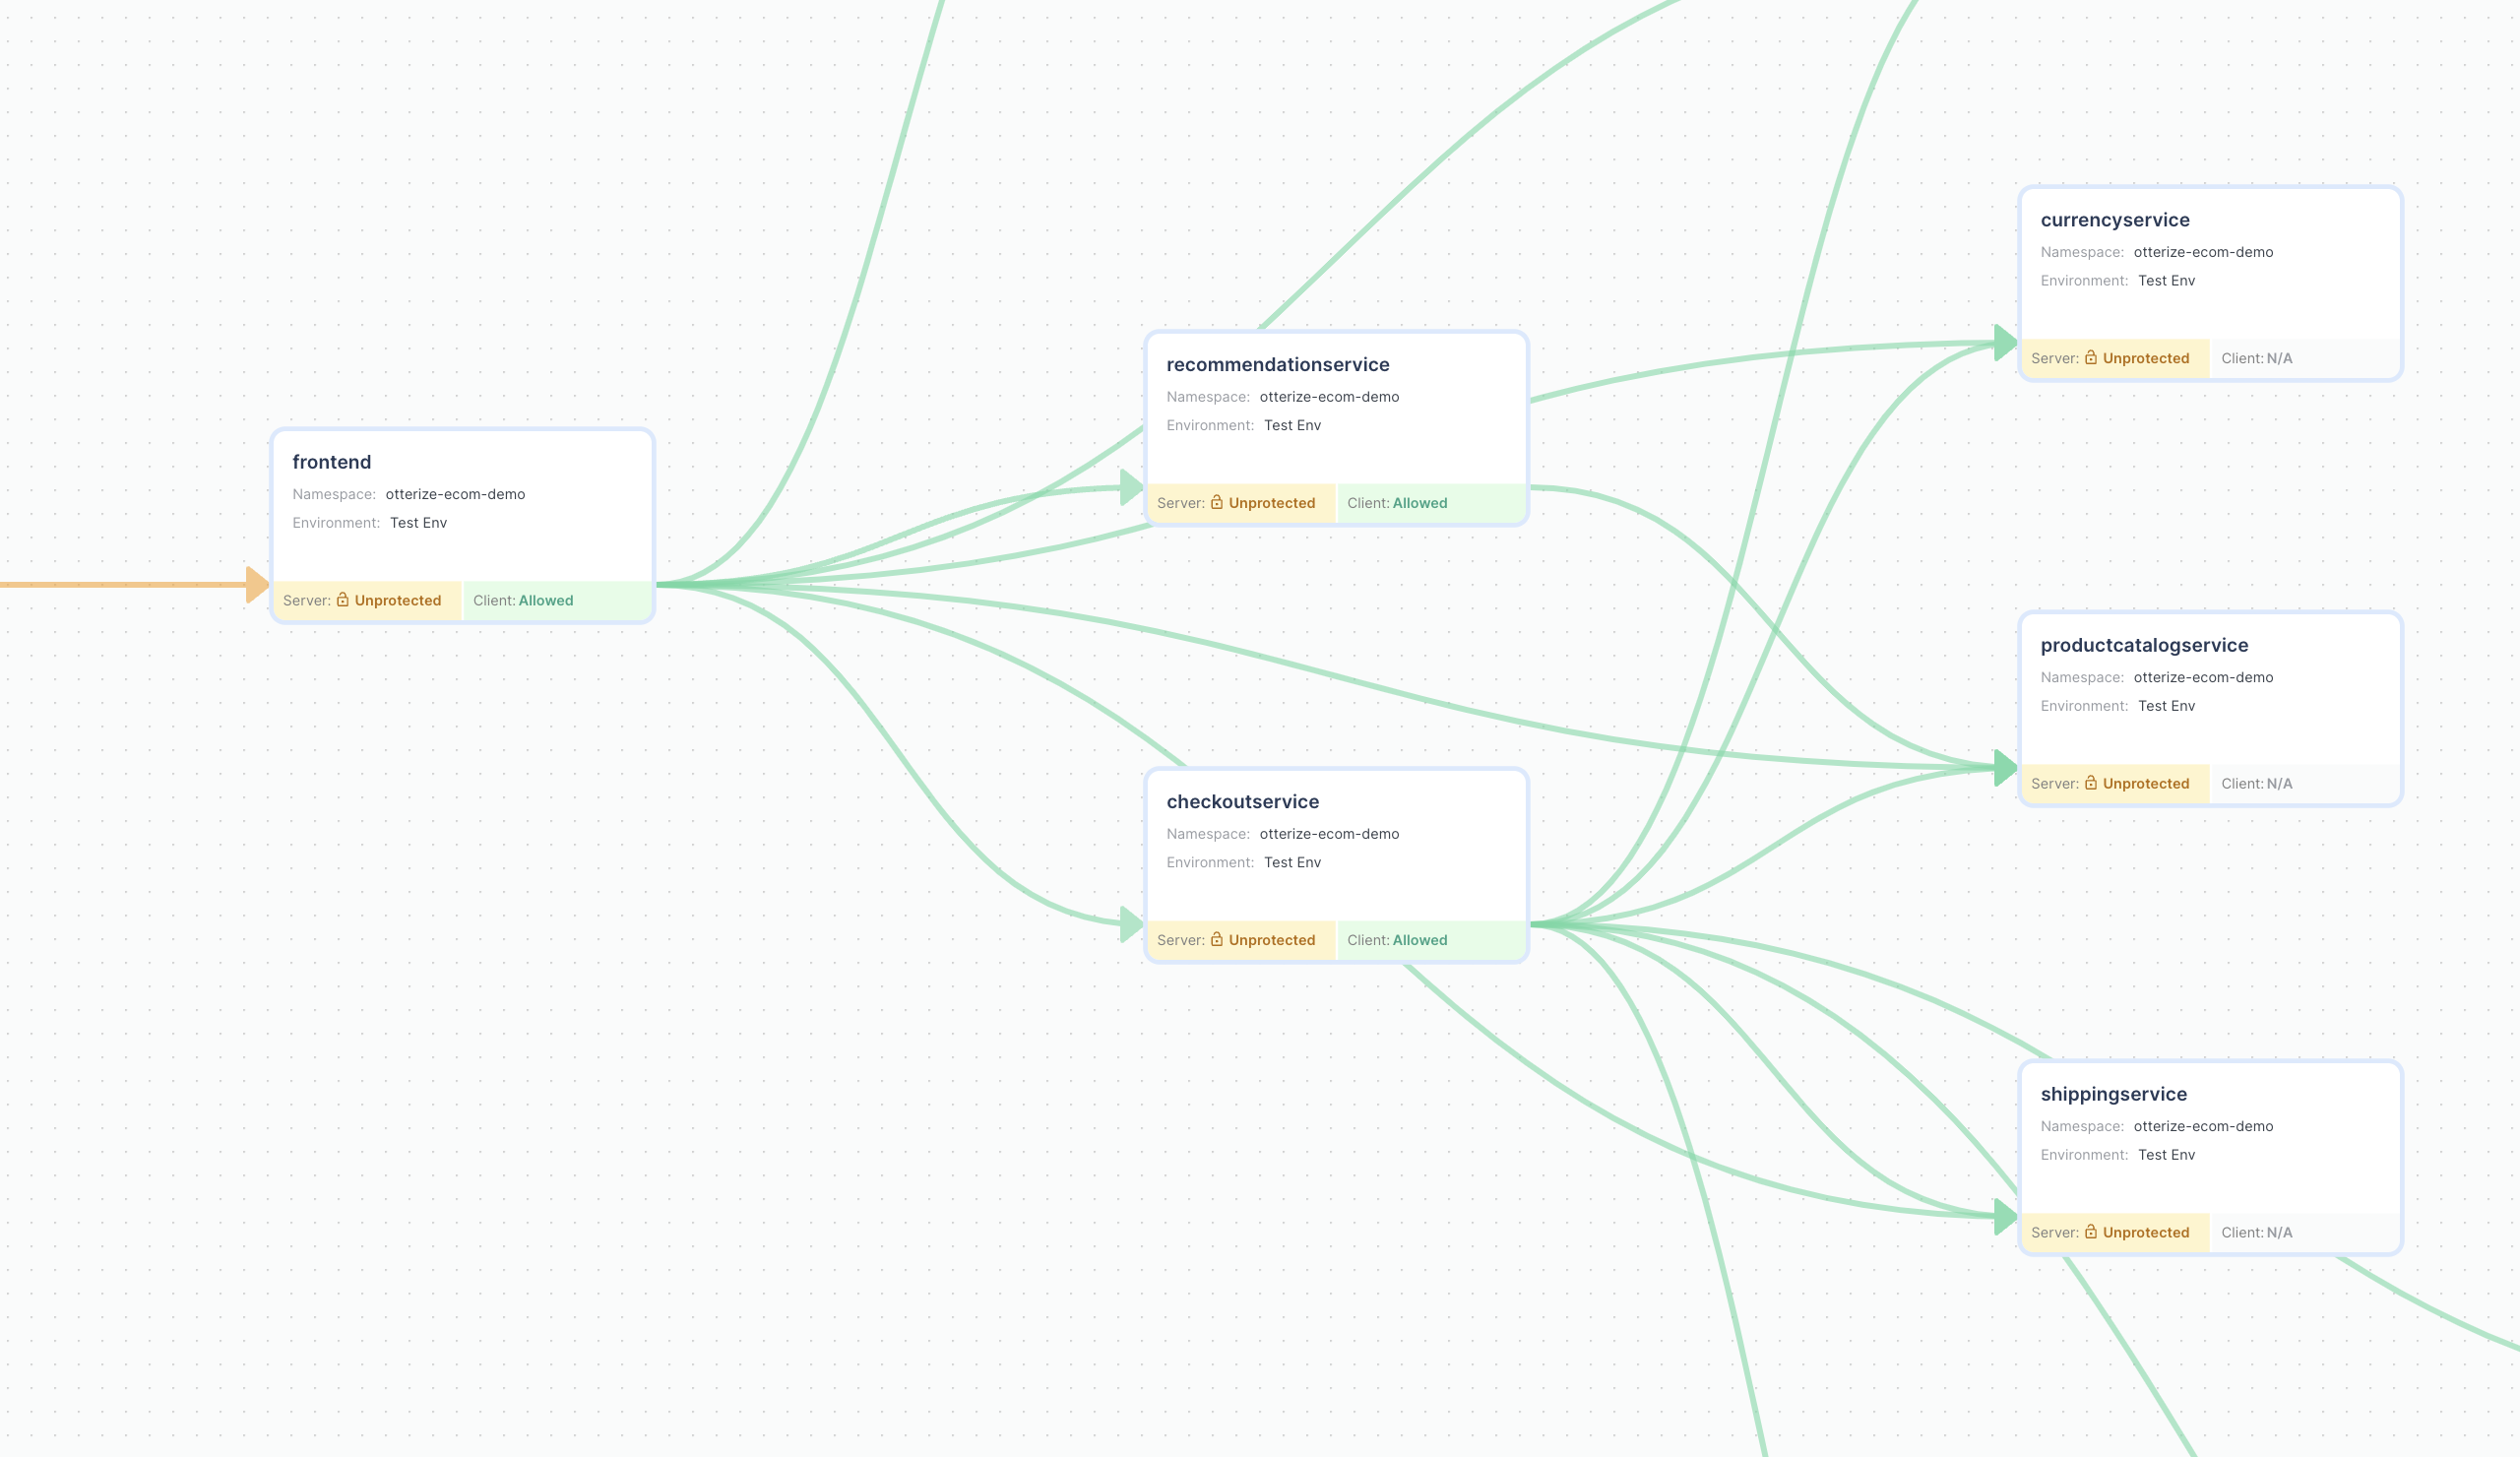 currencyservice
Namespace: otterize-ecom-demo
Environment: Test Env
Server: Unprotected Client: N/A
recommendationservice
Namespace: otterize-ecom-demo
Environment: Test Env
Server: Unprotected Client: Allowed
frontend
Namespace: otterize-ecom-demo
Environment: Test Env
Server: Unprotected Client: Allowed
productcatalogservice
Namespace: otterize-ecom-demo
Environment: Test Env
Server: Unprotected Client: N/A
checkoutservice
Namespace: otterize-ecom-demo
Environment: Test Env
Server: Unprotected Client: Allowed
shippingservice
Namespace: otterize-ecom-demo
Environment: Test Env
Server: Unprotected Client: N/A